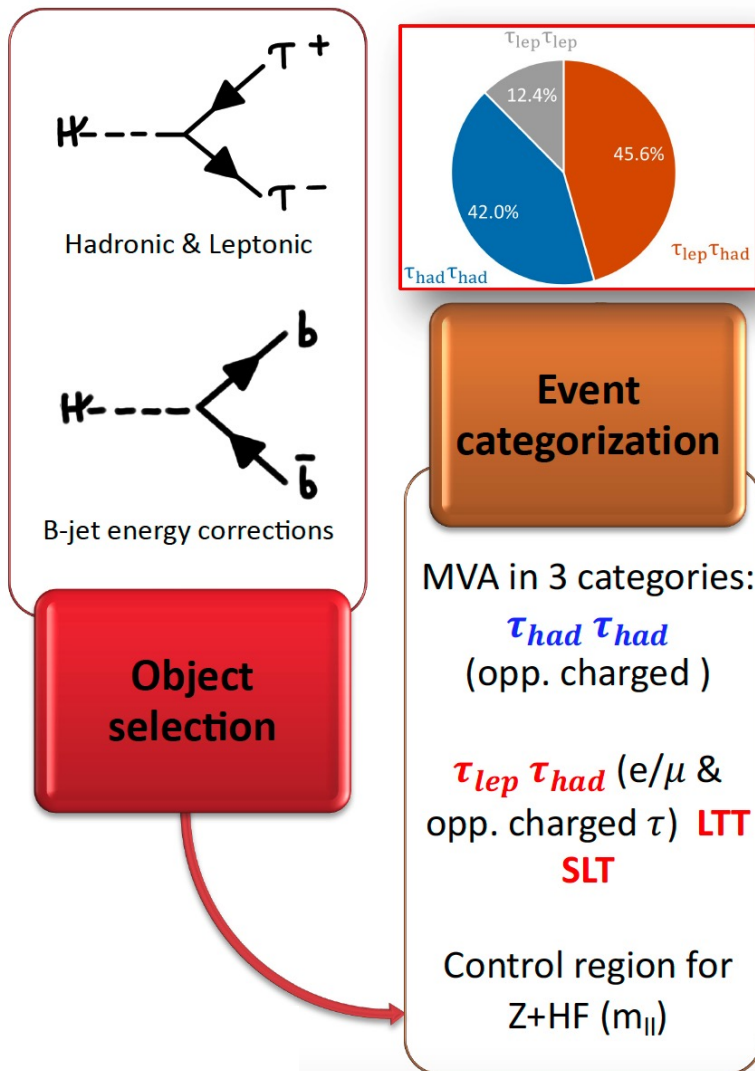 H
τ+
τ−
Hadronic & Leptonic
H
b
b̄
B-jet energy corrections
Object
selection
τlepτlep
12.4%
45.6%
42.0%
τlepτhad
τhadτhad
Event
categorization
MVA in 3 categories:
τhad τhad
(opp. charged )
τlep τhad (e/μ &
opp. charged τ) LTT
SLT
Control region for
Z+HF (mll)